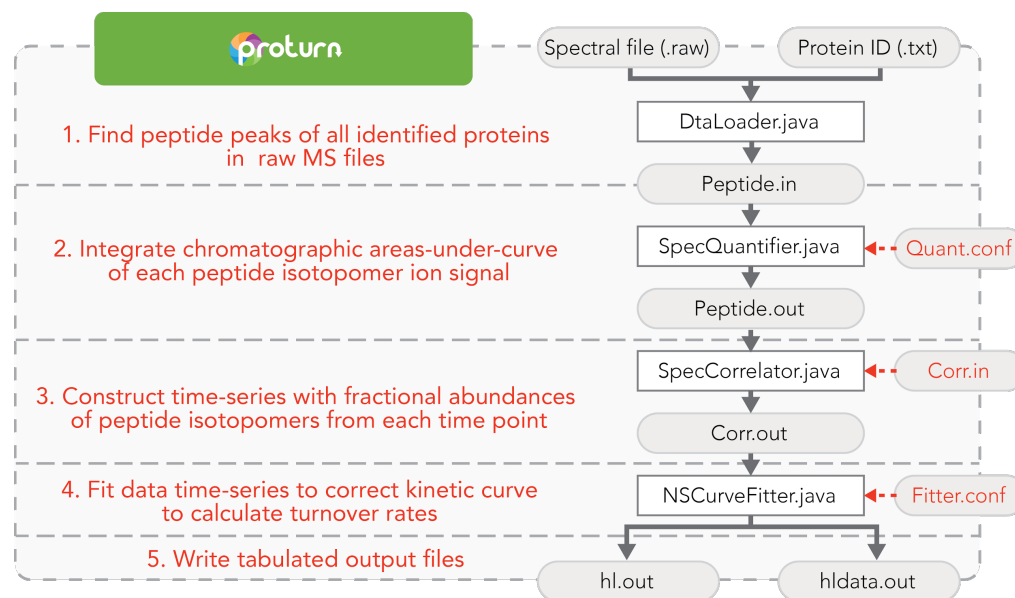 proturn
Spectral file (.raw)
Protein ID (.txt)
1. Find peptide peaks of all identified proteins
in raw MS files
DtaLoader.java
Peptide.in
2. Integrate chromatographic areas-under-curve
of each peptide isotopomer ion signal
SpecQuantifier.java
Quant.conf
Peptide.out
3. Construct time-series with fractional abundances
of peptide isotopomers from each time point
SpecCorrelator.java
Corr.in
Corr.out
4. Fit data time-series to correct kinetic curve
to calculate turnover rates
NSCurveFitter.java
Fitter.conf
5. Write tabulated output files
hl.out
hldata.out